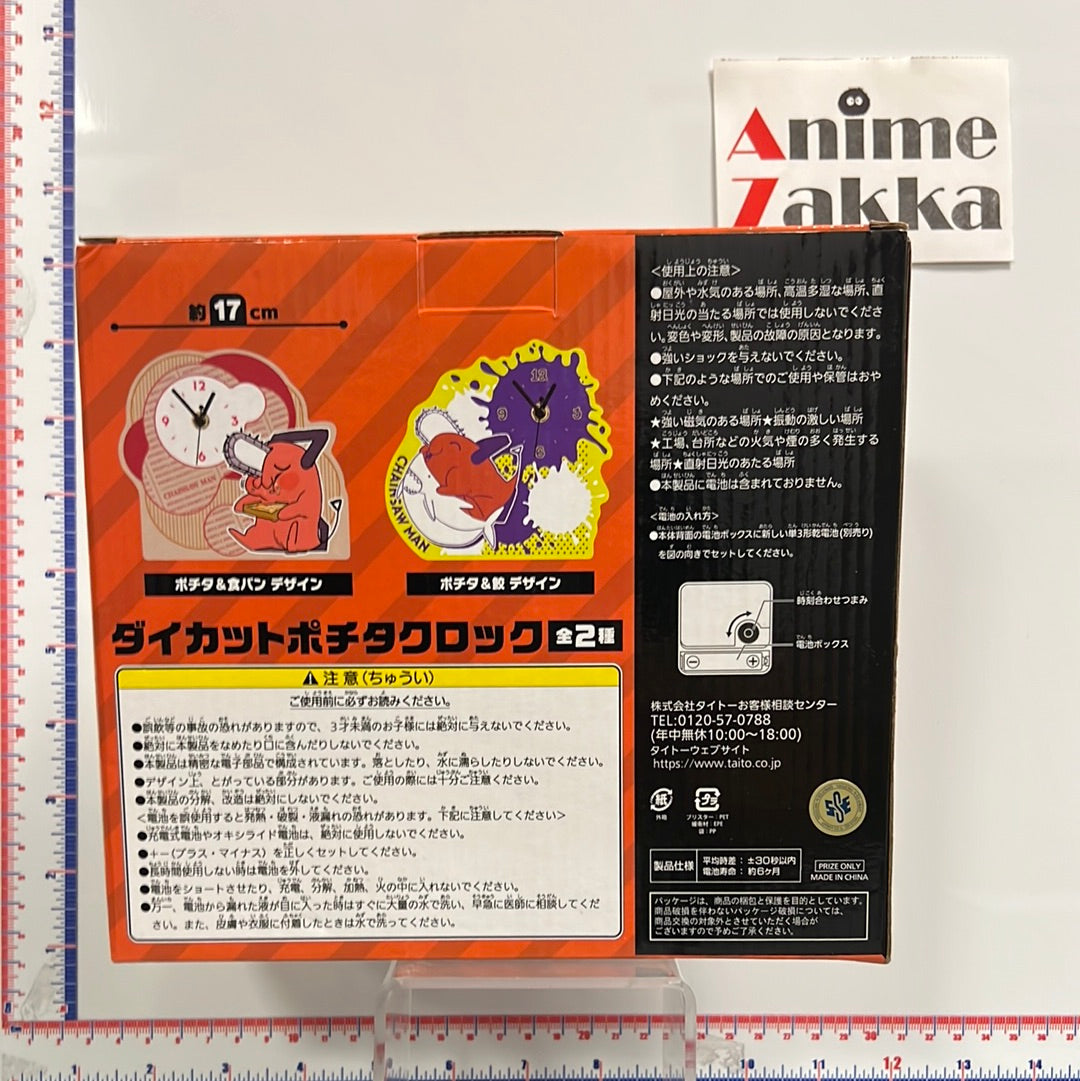 Anime
Zakka
約17cm
12
3
6
CHAINSAW MAN
12
3
6
9
CHAINSAW MAN
ポチタ&食パン デザイン
ポチタ&鮫 デザイン
ダイカットポチタクロック 全2種
注意(ちゅうい)
ご使用前に必ずお読みください。
●誤飲等の事故の恐れがありますので、3才未満のお子様には絶対に与えないでください。
●絶対に本製品をなめたり口に含んだりしないでください。
●本製品は精密な電子部品で構成されています。落としたり、水に濡らしたりしないでください。
●デザイン上、とがっている部分があります。ご使用の際には十分ご注意ください。
●本製品の分解、改造は絶対にしないでください。
<電池を誤使用すると発熱・破裂・液漏れの恐れがあります。下記に注意してください>
●充電式電池やオキシライド電池は、絶対に使用しないでください。
●+-(プラス・マイナス)を正しくセットしてください。
●長時間使用しない時は電池を外してください。
●電池をショートさせたり、充電、分解、加熱、火の中に入れないでください。
●万一、電池から漏れた液が目に入った時はすぐに大量の水で洗い、早急に医師に相談してくだ
さい。また、皮膚や衣服に付着したときは水で洗ってください。
<使用上の注意>
●屋外や水気のある場所、高温多湿な場所、直
射日光の当たる場所では使用しないでくださ
い。変色や変形、製品の故障の原因となります。
●強いショックを与えないでください。
●下記のような場所でのご使用や保管はおや
めください。
★強い磁気のある場所★振動の激しい場所
★工場、台所などの火気や煙の多く発生する
場所★直射日光のあたる場所
●本製品に電池は含まれておりません。
<電池の入れ方>
●本体背面の電池ボックスに新しい単3形乾電池(別売り)
を図の向きでセットしてください。
時刻合わせつまみ
電池ボックス
株式会社タイトーお客様相談センター
TEL:0120-57-0788
(年中無休10:00〜18:00)
タイトーウェブサイト
https://www.taito.co.jp
紙
外箱
プラ
ブリスター:PET
緩衝材:EPE
袋:PP
製品仕様
平均時差:±30秒以内
電池寿命:約6ヶ月
PRIZE ONLY
MADE IN CHINA
パッケージは、商品の梱包と保護を目的としています。
商品破損を伴わないパッケージ破損については、
商品交換の対象外とさせていただく場合が
ございますので予めご了承ください。